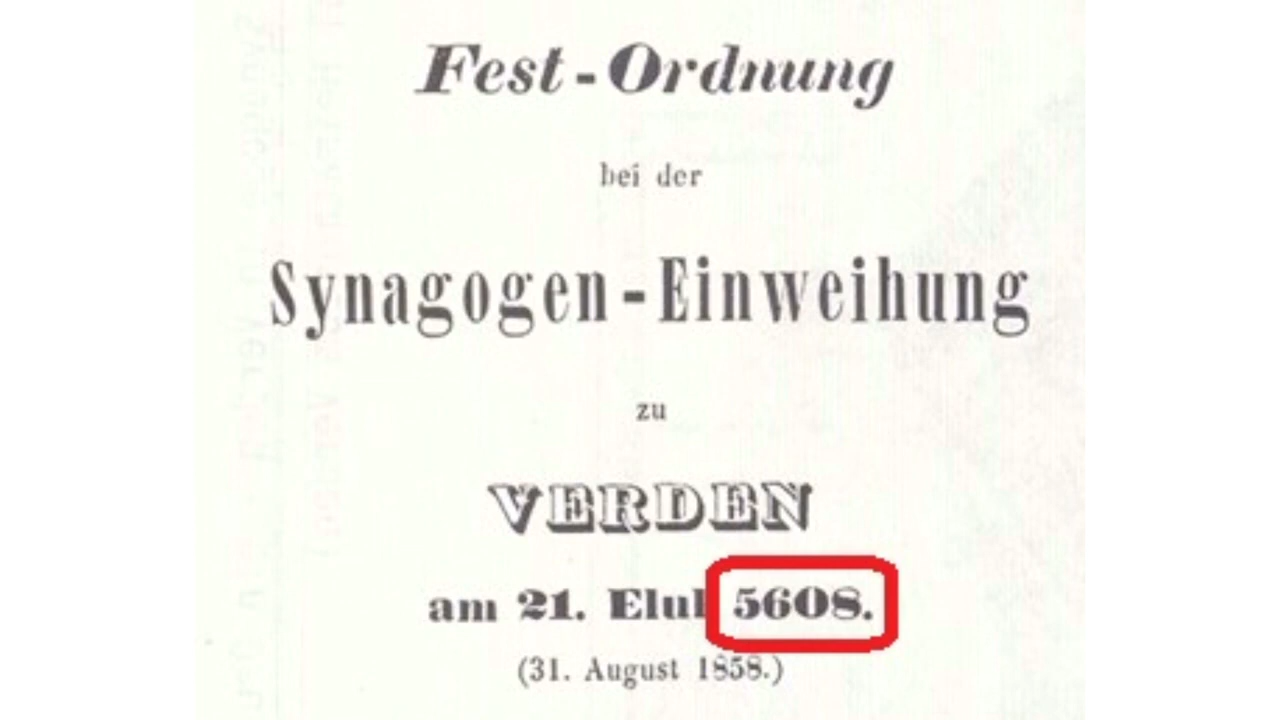 Fest-Ordnung
bei der
Synagogen-Einweihung
zu
VERDEN
am 21. Elul 5608.
(31. August 1858.)